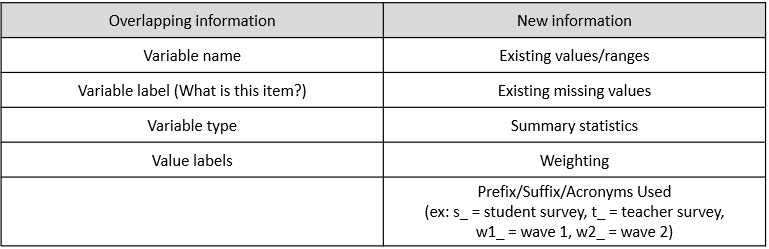 Overlapping information New information
Variable name Existing values/ranges
Variable label (What is this item?) Existing missing values
Variable type Summary statistics
Value labels Weighting
Prefix/Suffix/Acronyms Used
(ex: s_ = student survey, t_ = teacher survey,
w1_ = wave 1, w2_ = wave 2)